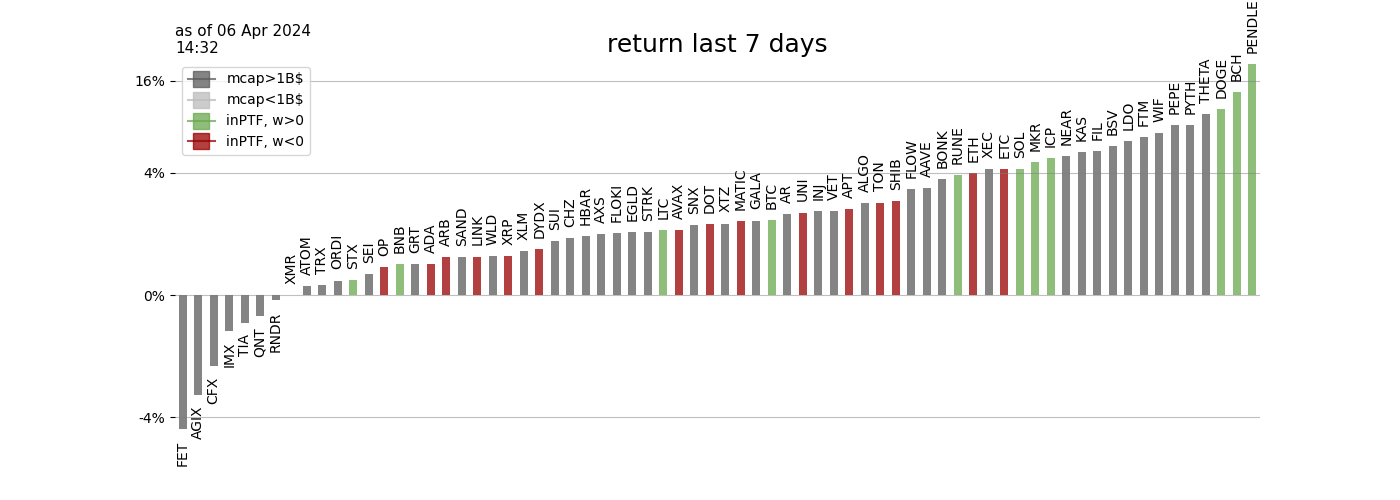 as of 06 Apr 2024
14:32
return last 7 days
mcap>1B$
mcap<1B$
inPTF, w>0
inPTF, w<0
16%
4%
0%
-4%
FET
AGIX
CFX
IMX
TIA
QNT
RNDR
XMR
ATOM
TRX
ORDI
STX
SEI
OP
BNB
GRT
ADA
ARB
SAND
LINK
WLD
XRP
XLM
DYDX
SUI
CHZ
HBAR
AXS
FLOKI
EGLD
STRK
LTC
AVAX
SNX
DOT
XTZ
MATIC
GALA
BTC
AR
UNI
INJ
VET
APT
ALGO
TON
SHIB
FLOW
AAVE
BONK
RUNE
ETH
XEC
ETC
SOL
MKR
ICP
NEAR
KAS
FIL
BSV
LDO
FTM
WIF
PEPE
PYTH
THETA
DOGE
BCH
PENDLE